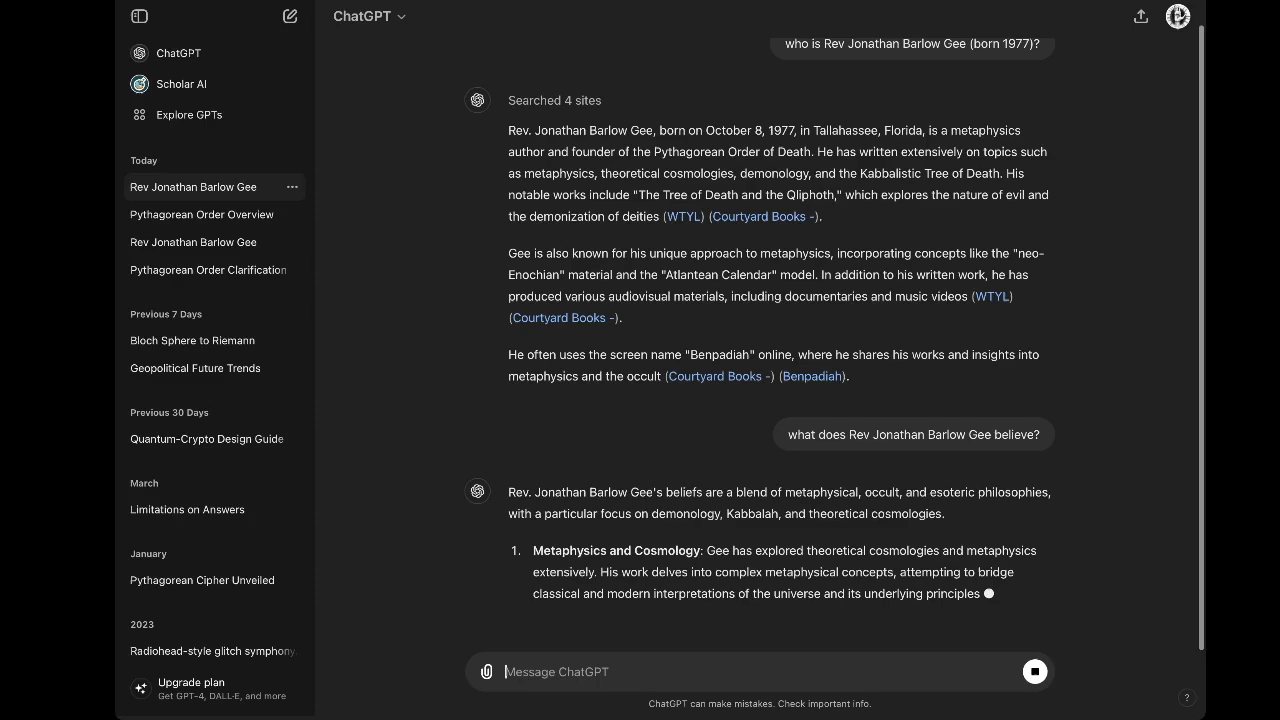 ChatGPT
ChatGPT
Scholar AI
Explore GPTs
Today
Rev Jonathan Barlow Gee
Pythagorean Order Overview
Rev Jonathan Barlow Gee
Pythagorean Order Clarification
Previous 7 Days
Bloch Sphere to Riemann
Geopolitical Future Trends
Previous 30 Days
Quantum-Crypto Design Guide
March
Limitations on Answers
January
Pythagorean Cipher Unveiled
2023
Radiohead-style glitch symphony.
Upgrade plan
Get GPT-4, DALL·E, and more
who is Rev Jonathan Barlow Gee (born 1977)?
Searched 4 sites
Rev. Jonathan Barlow Gee, born on October 8, 1977, in Tallahassee, Florida, is a metaphysics
author and founder of the Pythagorean Order of Death. He has written extensively on topics such
as metaphysics, theoretical cosmologies, demonology, and the Kabbalistic Tree of Death. His
notable works include "The Tree of Death and the Qliphoth," which explores the nature of evil and
the demonization of deities (WTYL) (Courtyard Books -).
Gee is also known for his unique approach to metaphysics, incorporating concepts like the "neo-
Enochian" material and the "Atlantean Calendar" model. In addition to his written work, he has
produced various audiovisual materials, including documentaries and music videos (WTYL)
(Courtyard Books -).
He often uses the screen name "Benpadiah" online, where he shares his works and insights into
metaphysics and the occult (Courtyard Books -) (Benpadiah).
what does Rev Jonathan Barlow Gee believe?
Rev. Jonathan Barlow Gee's beliefs are a blend of metaphysical, occult, and esoteric philosophies,
with a particular focus on demonology, Kabbalah, and theoretical cosmologies.
1. Metaphysics and Cosmology: Gee has explored theoretical cosmologies and metaphysics
extensively. His work delves into complex metaphysical concepts, attempting to bridge
classical and modern interpretations of the universe and its underlying principles
Message ChatGPT
ChatGPT can make mistakes. Check important info.
?